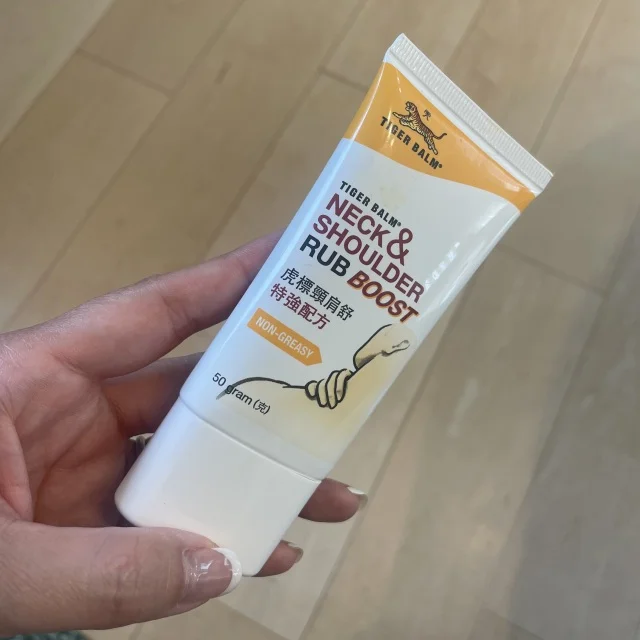 TIGER BALM®
TIGER BALM®
NECK &
SHOULDER
RUB BOOST
虎標頸肩舒
特強配方
NON-GREASY
50 gram (克)